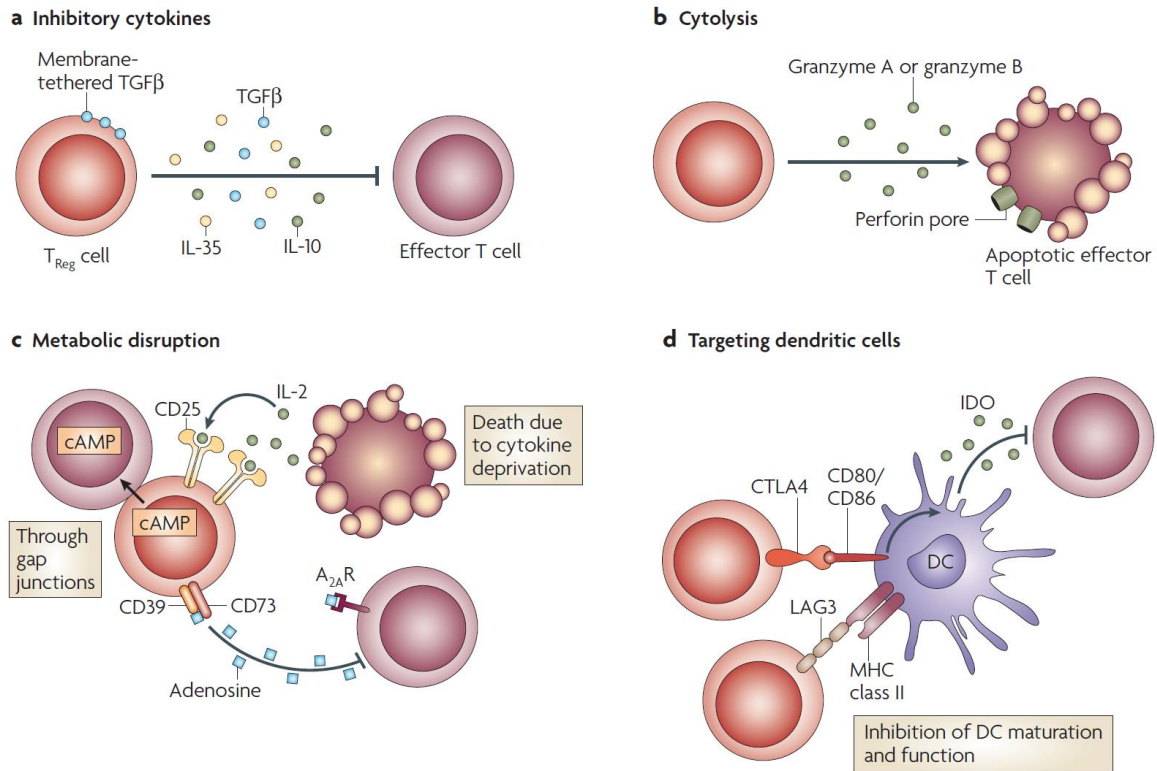 a Inhibitory cytokines
Membrane-
tethered TGFβ
TGFβ
IL-35
IL-10
T_Reg cell
Effector T cell
b Cytolysis
Granzyme A or granzyme B
Perforin pore
Apoptotic effector
T cell
c Metabolic disruption
IL-2
CD25
cAMP
cAMP
Death due
to cytokine
deprivation
Through
gap
junctions
CD39
CD73
A2AR
Adenosine
d Targeting dendritic cells
IDO
CTLA4
CD80/
CD86
DC
LAG3
MHC
class II
Inhibition of DC maturation
and function